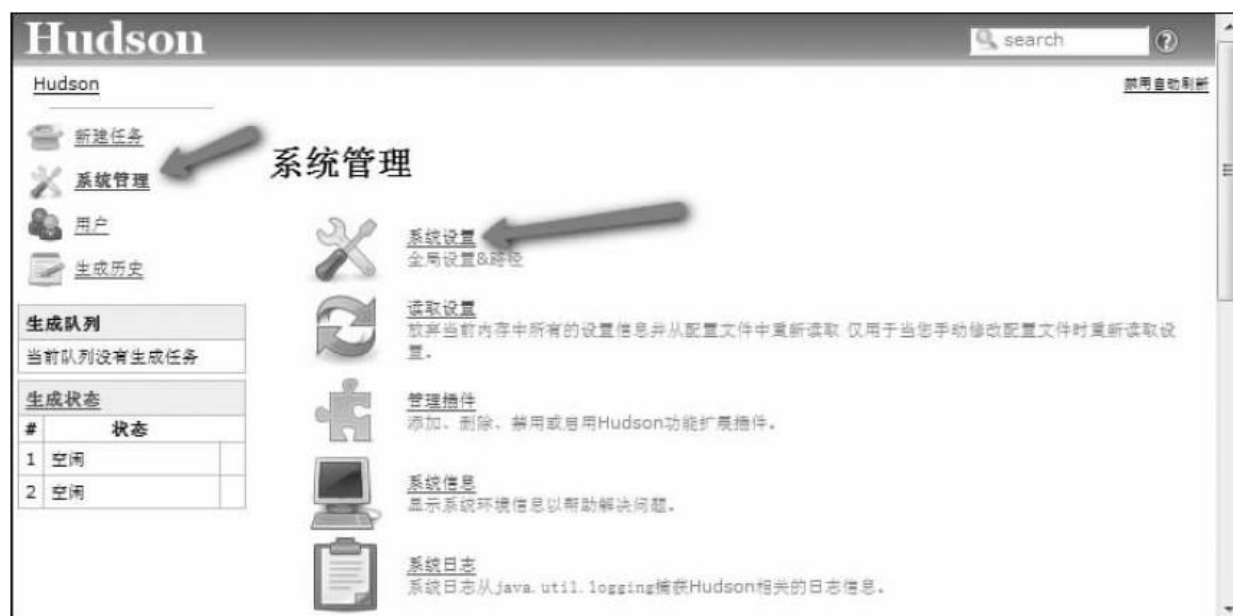 Hudson
search
Hudson
禁用自动刷新
新建任务
系统管理
用户
生成历史
生成队列
当前队列没有生成任务
生成状态
# 状态
1 空闲
2 空闲
系统管理
系统设置
全局设置&路径
读取设置
放弃当前内存中所有的设置信息并从配置文件中重新读取 仅用于当您手动修改配置文件时重新读取设
置。
管理插件
添加、删除、禁用或启用Hudson功能扩展插件。
系统信息
显示系统环境信息以帮助解决问题。
系统日志
系统日志从java.util.logging捕获Hudson相关的日志信息。